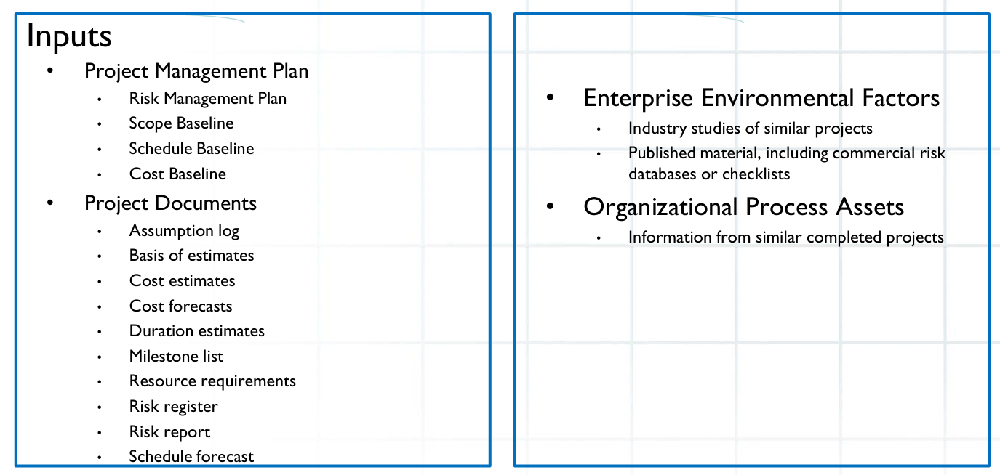 Inputs
• Project Management Plan
• Risk Management Plan
• Scope Baseline
• Schedule Baseline
• Cost Baseline
• Project Documents
• Assumption log
• Basis of estimates
• Cost estimates
• Cost forecasts
• Duration estimates
• Milestone list
• Resource requirements
• Risk register
• Risk report
• Schedule forecast
• Enterprise Environmental Factors
• Industry studies of similar projects
• Published material, including commercial risk
databases or checklists
• Organizational Process Assets
• Information from similar completed projects